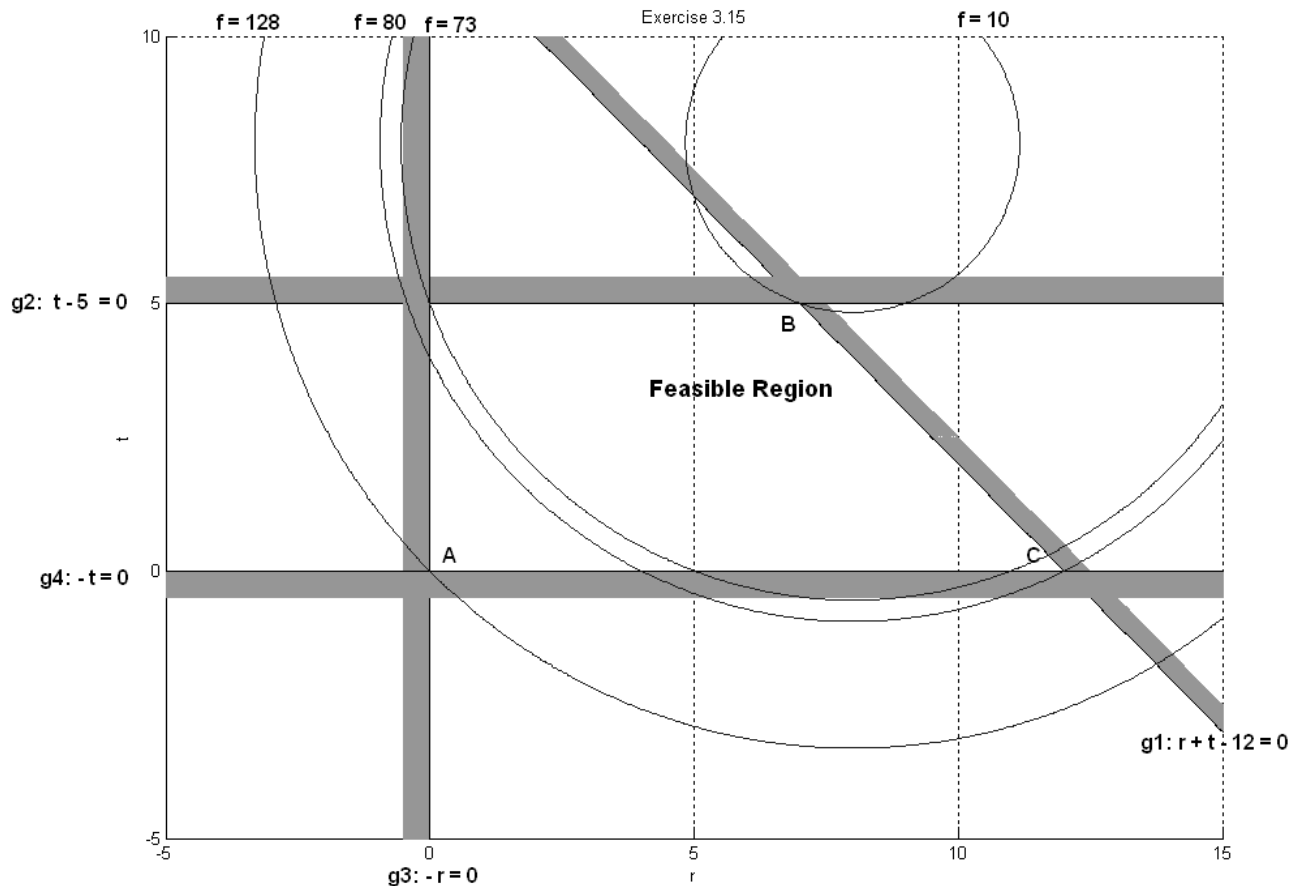 Exercise 3.15
f = 128
f = 80
f = 73
f = 10
10
g2: t - 5 = 0
5
B
Feasible Region
t
A
C
g4: - t = 0
0
g1: r + t - 12 = 0
-5
-5
0
5
10
15
g3: - r = 0
r